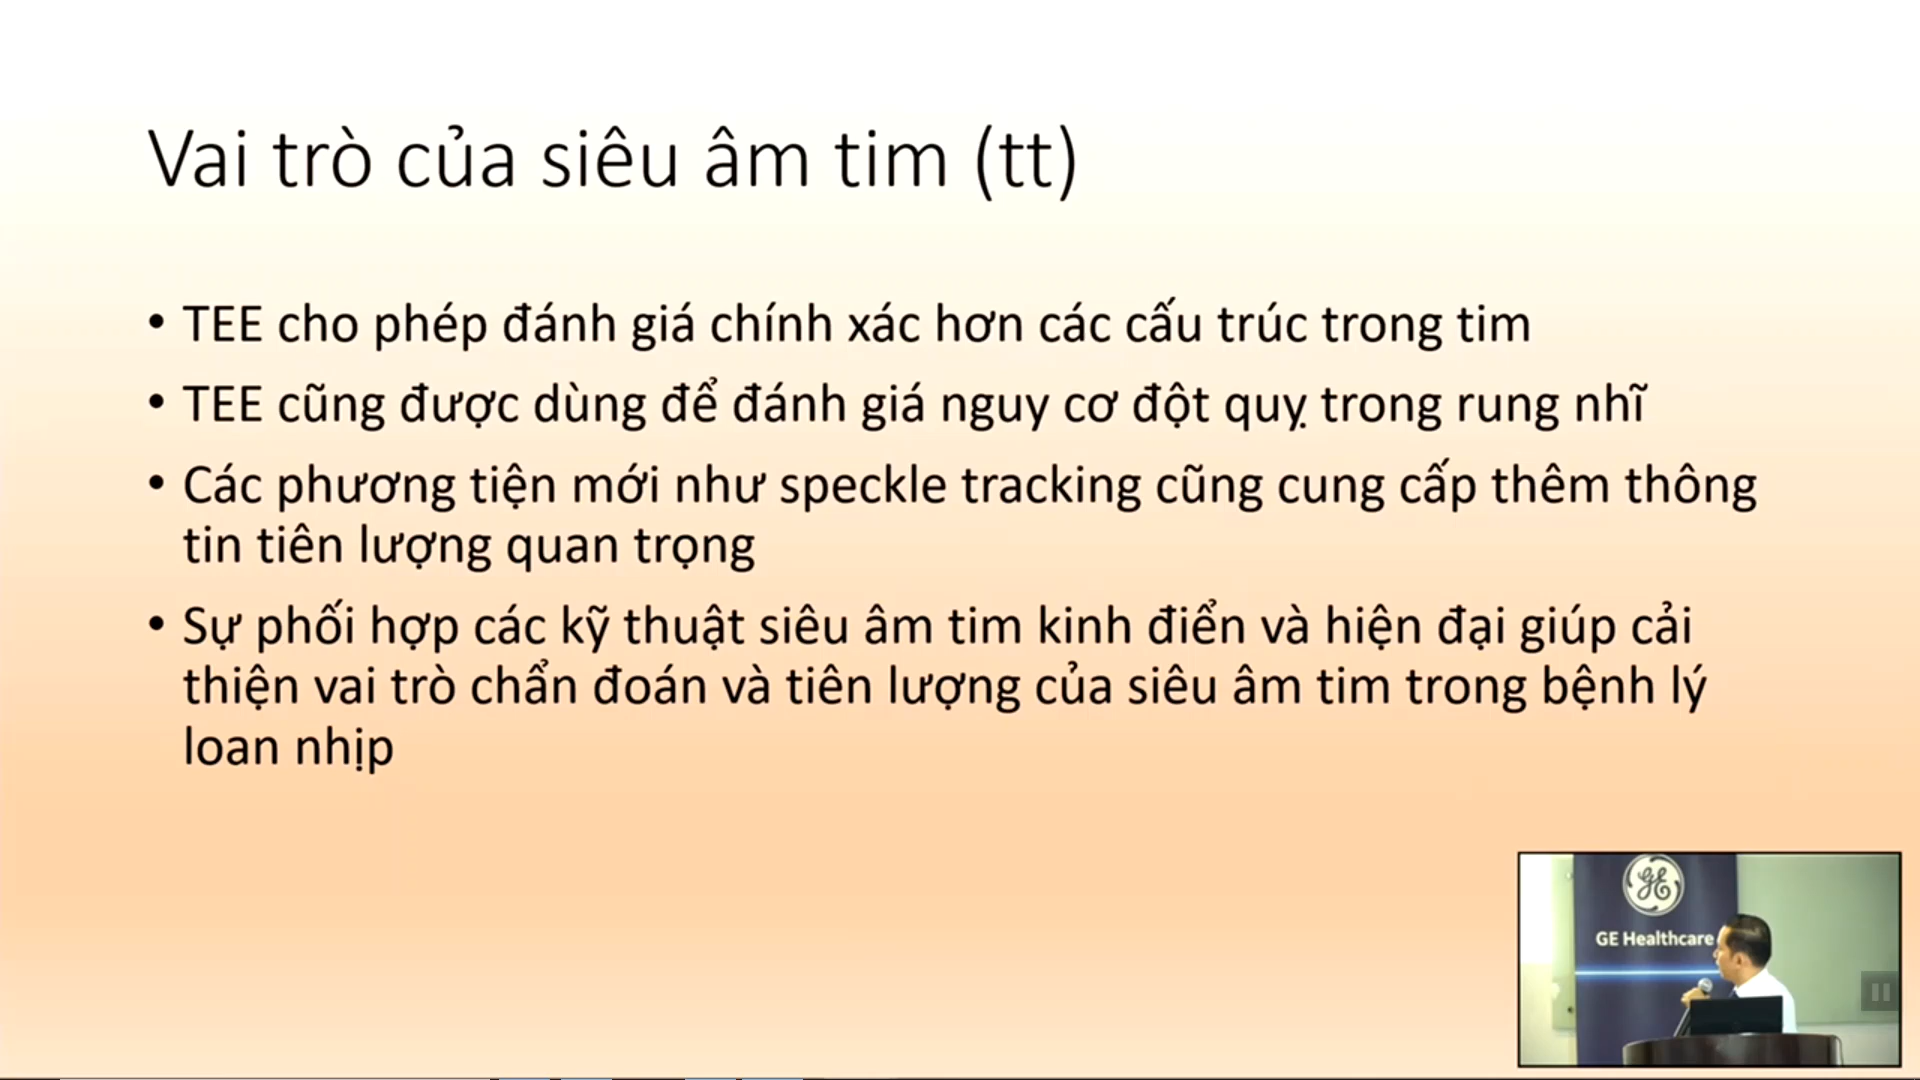 Vai trò của siêu âm tim (tt)
• TEE cho phép đánh giá chính xác hơn các cấu trúc trong tim
• TEE cũng được dùng để đánh giá nguy cơ đột quỵ trong rung nhĩ
• Các phương tiện mới như speckle tracking cũng cung cấp thêm thông
tin tiên lượng quan trọng
• Sự phối hợp các kỹ thuật siêu âm tim kinh điển và hiện đại giúp cải
thiện vai trò chẩn đoán và tiên lượng của siêu âm tim trong bệnh lý
loan nhịp
GE
GE Healthcare